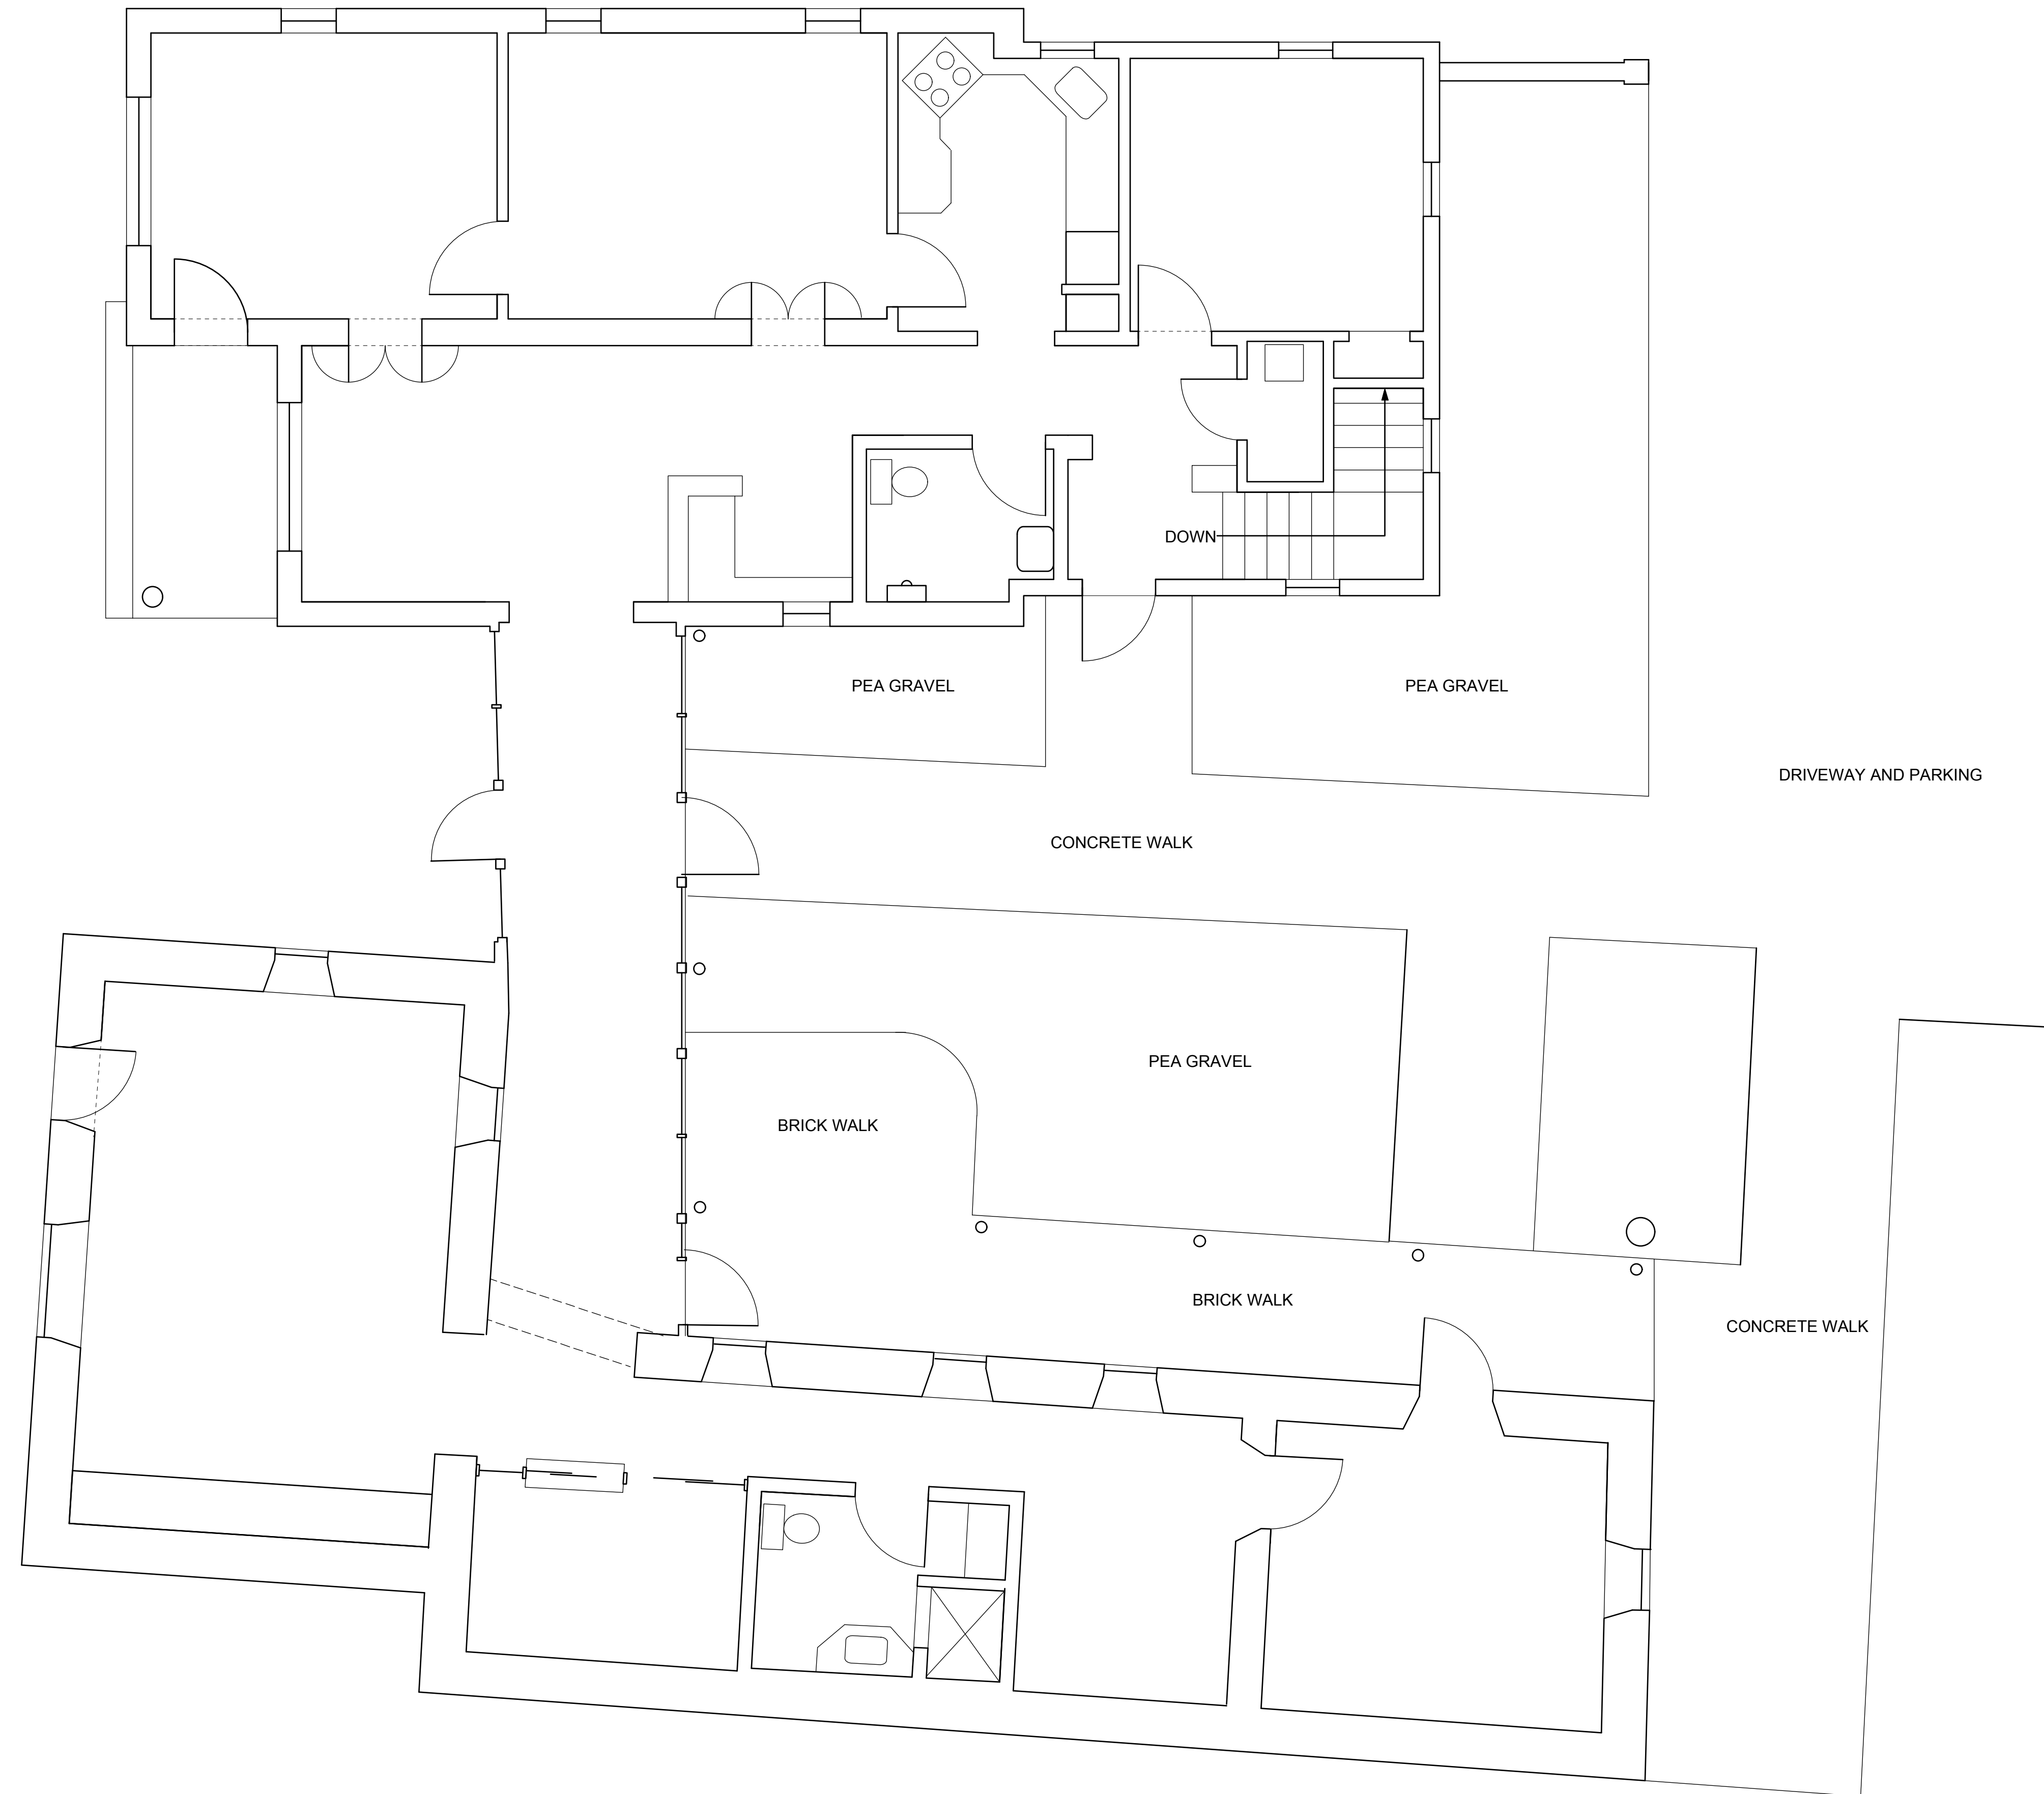 DOWN
PEA GRAVEL
PEA GRAVEL
DRIVEWAY AND PARKING
CONCRETE WALK
PEA GRAVEL
BRICK WALK
BRICK WALK
CONCRETE WALK